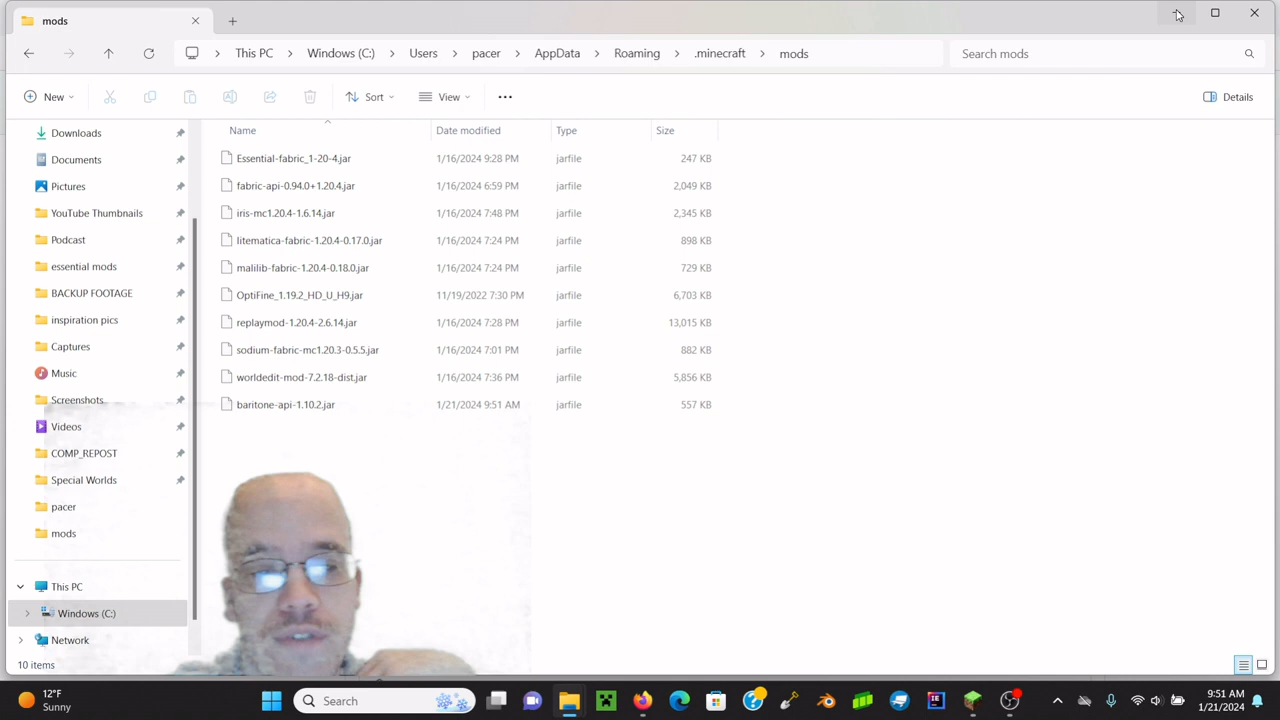 mods
This PC > Windows (C:) > Users > pacer > AppData > Roaming > .minecraft > mods
Search mods
New
Sort
View
Details
Name Date modified Type Size
Essential-fabric_1-20-4.jar 1/16/2024 9:28 PM jarfile 247 KB
fabric-api-0.94.0+1.20.4.jar 1/16/2024 6:59 PM jarfile 2,049 KB
iris-mc1.20.4-1.6.14.jar 1/16/2024 7:48 PM jarfile 2,345 KB
litematica-fabric-1.20.4-0.17.0.jar 1/16/2024 7:24 PM jarfile 898 KB
malilib-fabric-1.20.4-0.18.0.jar 1/16/2024 7:24 PM jarfile 729 KB
OptiFine_1.19.2_HD_U_H9.jar 11/19/2022 7:30 PM jarfile 6,703 KB
replaymod-1.20.4-2.6.14.jar 1/16/2024 7:28 PM jarfile 13,015 KB
sodium-fabric-mc1.20.3-0.5.5.jar 1/16/2024 7:01 PM jarfile 882 KB
worldedit-mod-7.2.18-dist.jar 1/16/2024 7:36 PM jarfile 5,856 KB
baritone-api-1.10.2.jar 1/21/2024 9:51 AM jarfile 557 KB
Downloads
Documents
Pictures
YouTube Thumbnails
Podcast
essential mods
BACKUP FOOTAGE
inspiration pics
Captures
Music
Screenshots
Videos
COMP_REPOST
Special Worlds
pacer
mods
This PC
Windows (C:)
Network
10 items
12°F
Sunny
Search
9:51 AM
1/21/2024